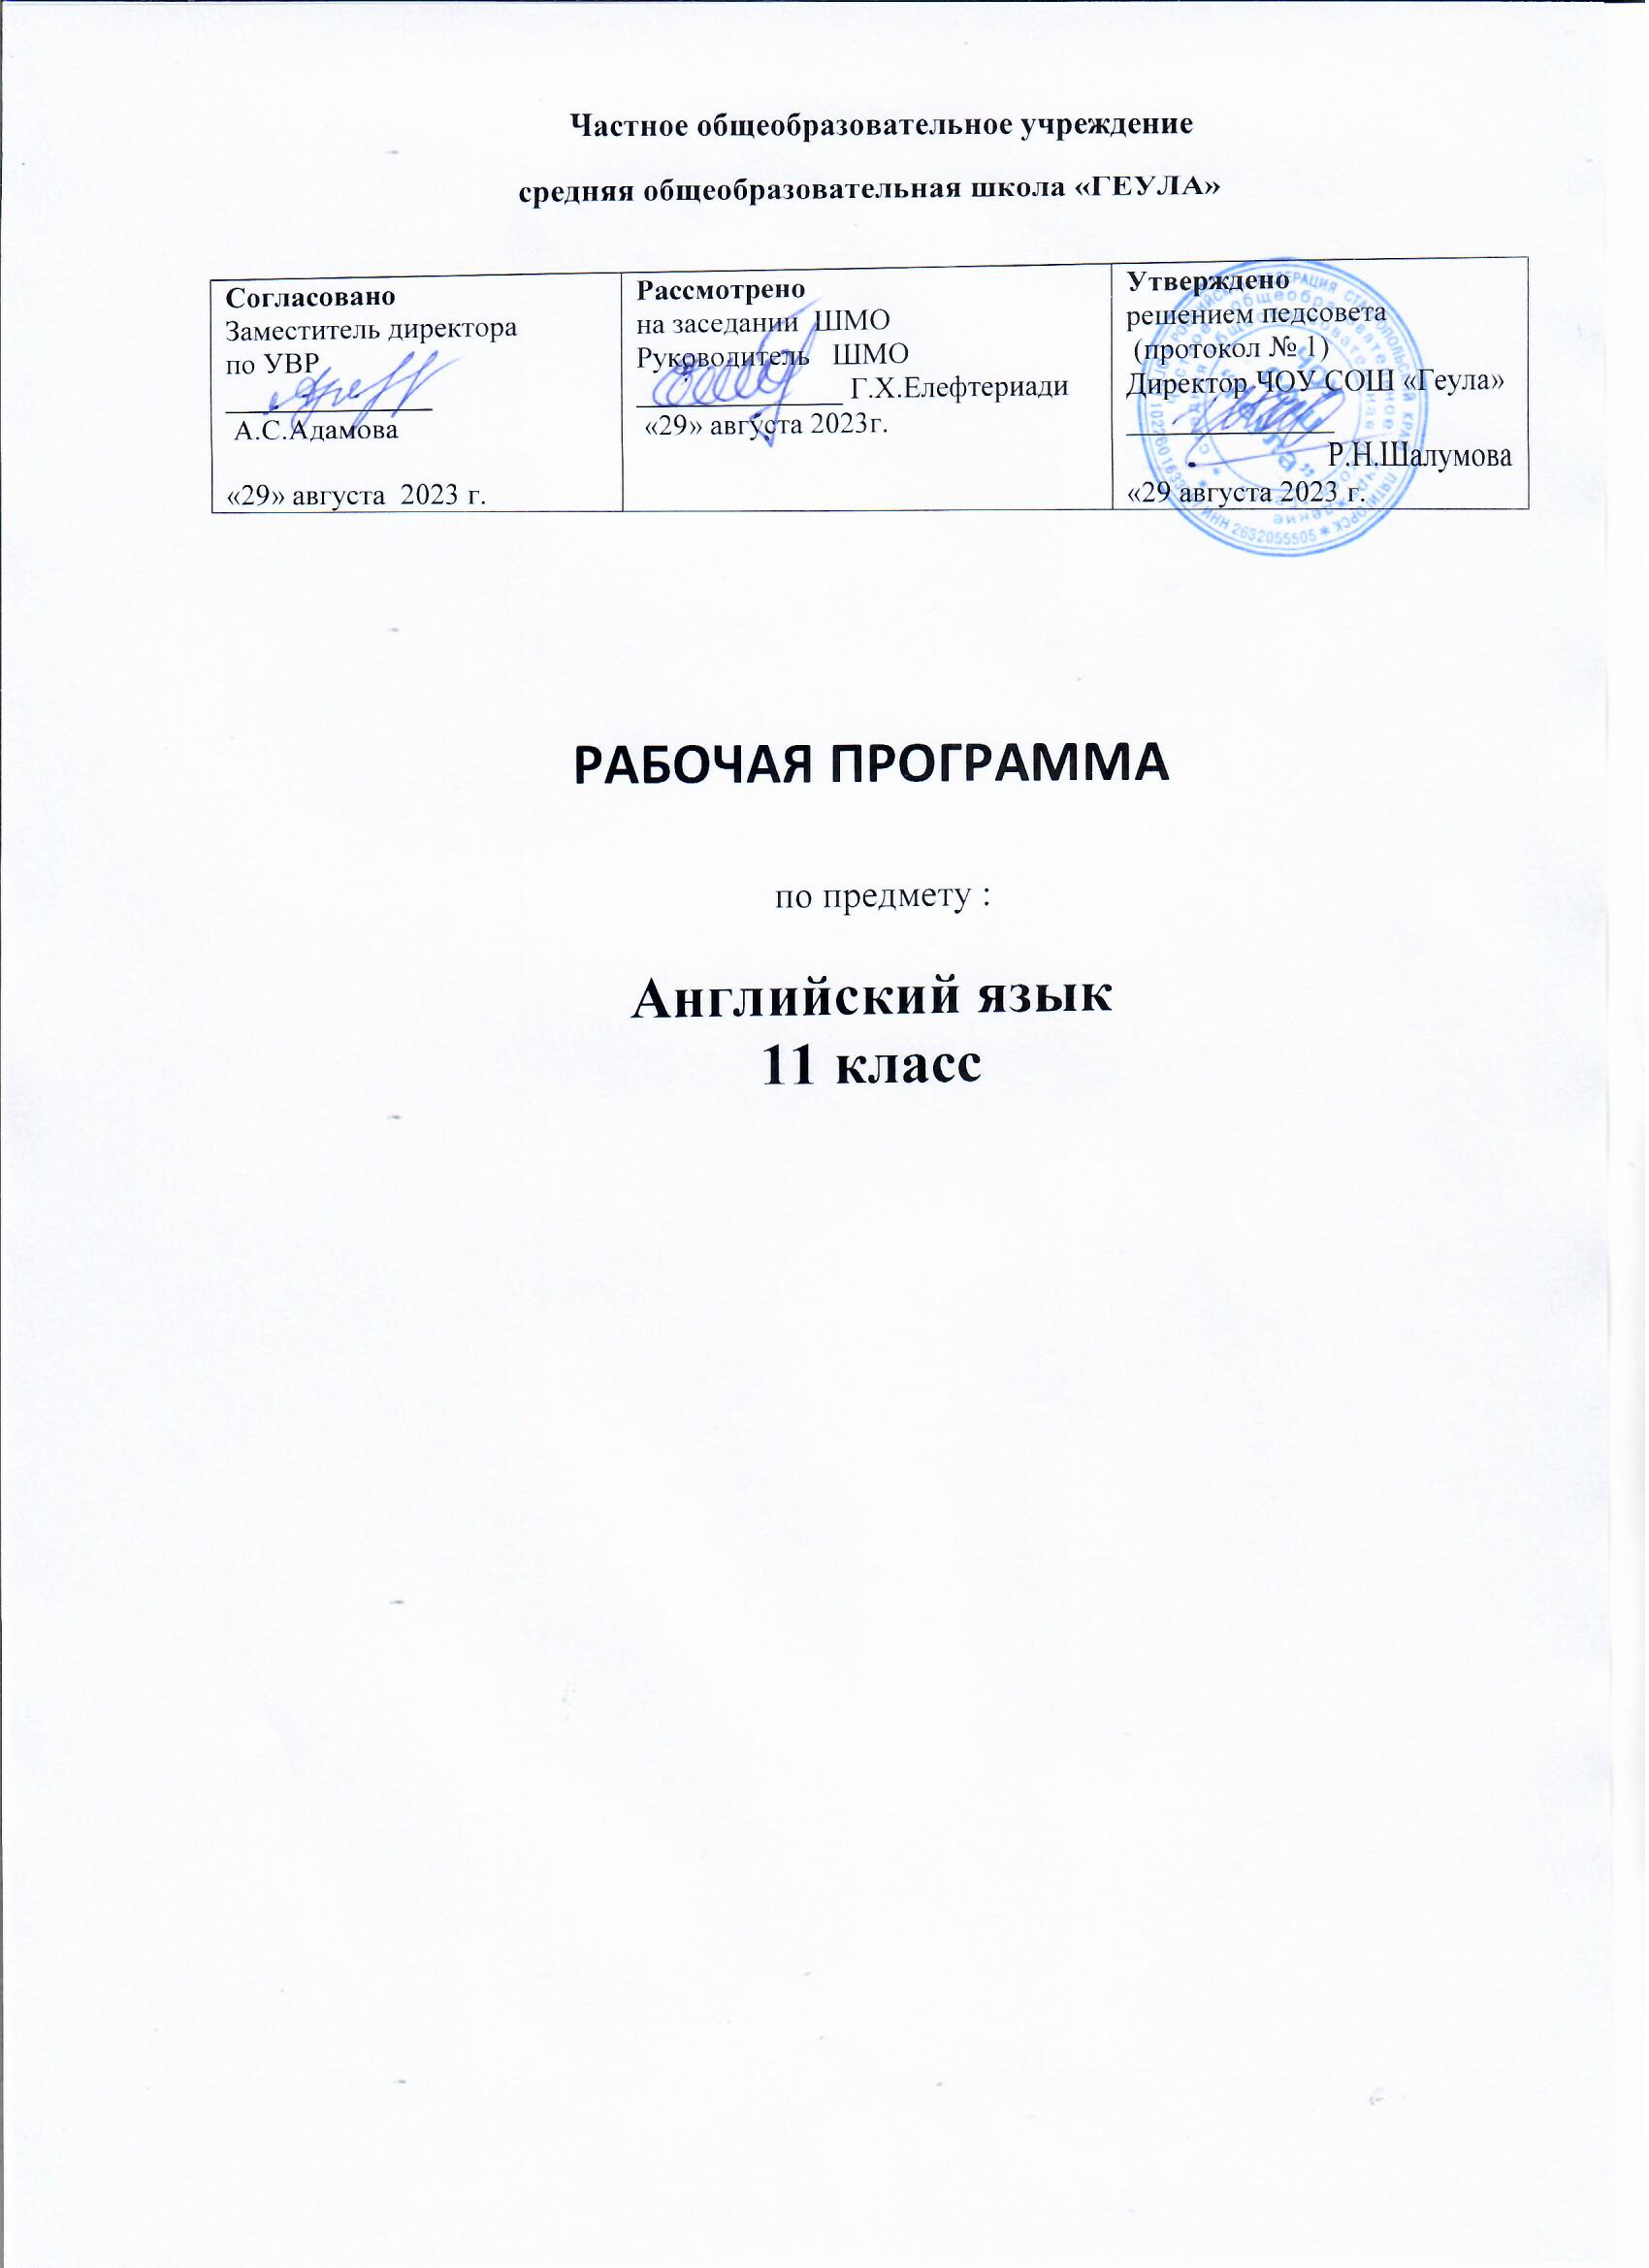 Частное общеобразовательное учреждение
средняя общеобразовательная школа «ГЕУЛА»
Согласовано
Заместитель директора
по УВР
А.С.Адамова
«29» августа 2023 г.
Рассмотрено
на заседании ШМО
Руководитель ШМО
Г.Х.Елефтериади
«29» августа 2023г.
Утверждено
решением педсовета
(протокол № 1)
Директор ЧОУ СОШ «Геула»
Р.Н.Шалумова
«29 августа 2023 г.
ИНН 2632055505
РАБОЧАЯ ПРОГРАММА
по предмету :
Английский язык
11 класс